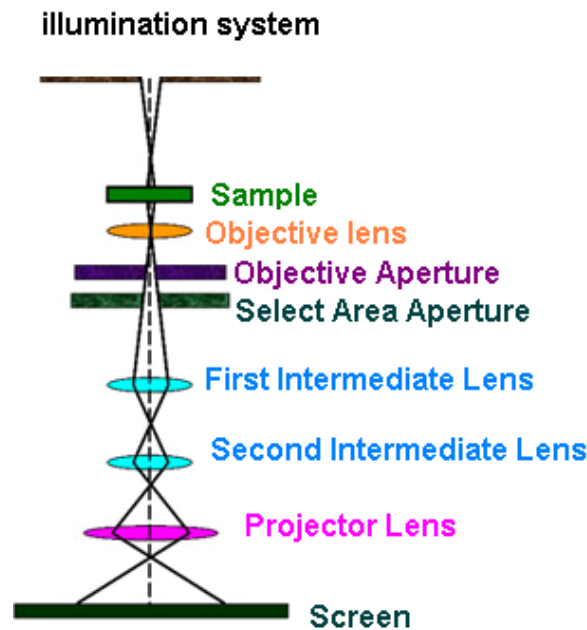 illumination system
Sample
Objective lens
Objective Aperture
Select Area Aperture
First Intermediate Lens
Second Intermediate Lens
Projector Lens
Screen